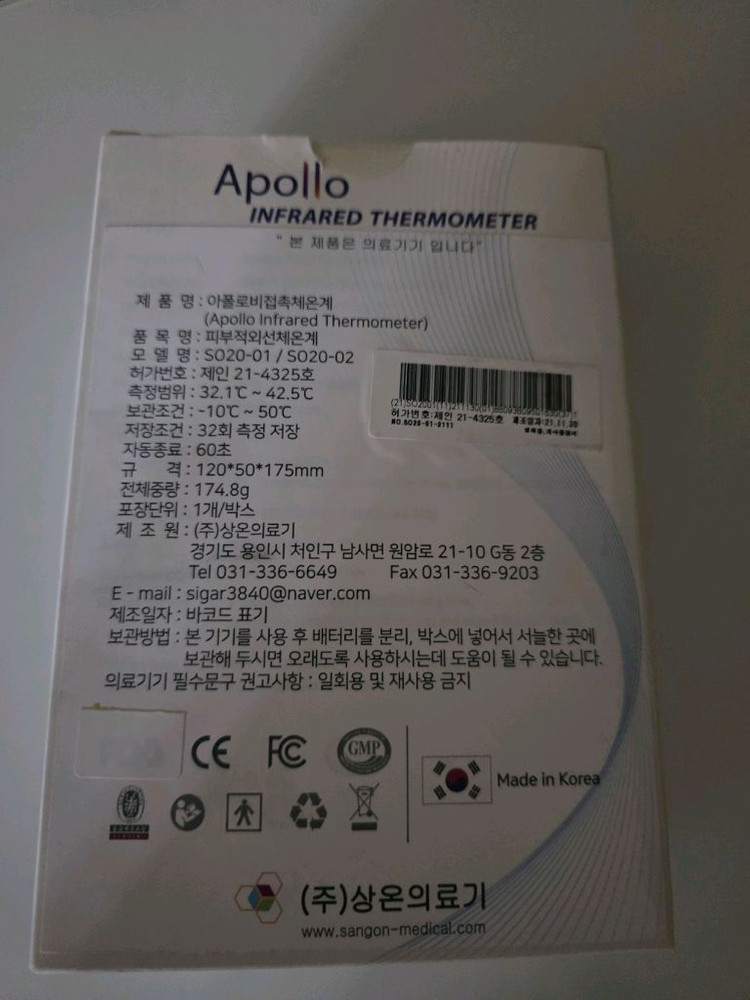 Apollo
INFRARED THERMOMETER
" 본 제품은 의료기기 입니다"
제 품 명 : 아폴로비접촉체온계
(Apollo Infrared Thermometer)
품 목 명 : 피부적외선체온계
모 델 명 : SO20-01 / SO20-02
허가번호 : 제인 21-4325호
측정범위 : 32.1℃ ~ 42.5℃
보관조건 : -10℃ ~ 50℃
저장조건 : 32회 측정 저장
자동종료 : 60초
규 격 : 120*50*175mm
전체중량 : 174.8g
포장단위 : 1개/박스
제 조 원 : (주)상온의료기
경기도 용인시 처인구 남사면 원암로 21-10 G동 2층
Tel 031-336-6649 Fax 031-336-9203
E - mail : sigar3840@naver.com
제조일자 : 바코드 표기
보관방법 : 본 기기를 사용 후 배터리를 분리, 박스에 넣어서 서늘한 곳에
보관해 두시면 오래도록 사용하시는데 도움이 될 수 있습니다.
의료기기 필수문구 권고사항 : 일회용 및 재사용 금지
허가번호:제인 21-4325호 제조일자:21.11.30
NO.SO20-01-2111
CE FC GMP
BUREAU
Made in Korea
(주)상온의료기
www.sangon-medical.com